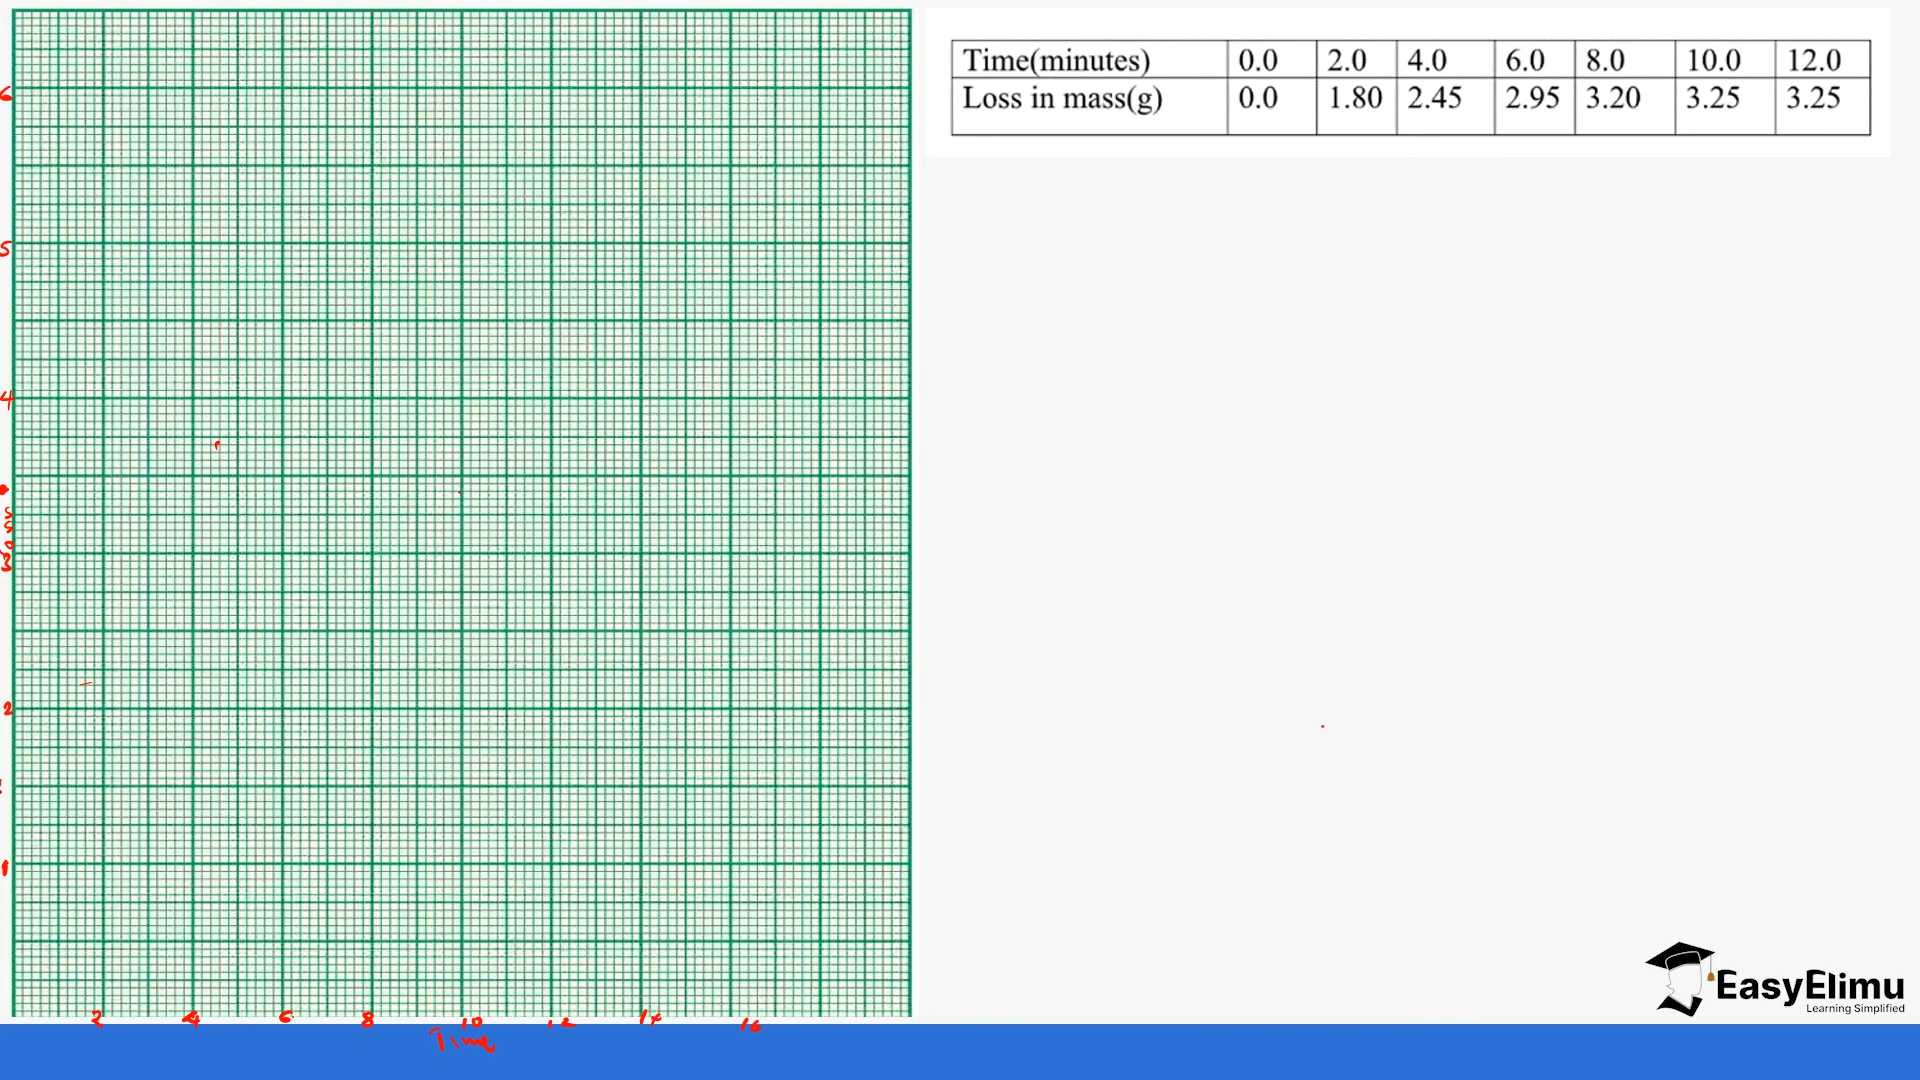 Time(minutes) 0.0 2.0 4.0 6.0 8.0 10.0 12.0
Loss in mass(g) 0.0 1.80 2.45 2.95 3.20 3.25 3.25
6
5
4
3
2
1
2 4 6 8 10 12 14 16
Time
EasyElimu
Learning Simplified